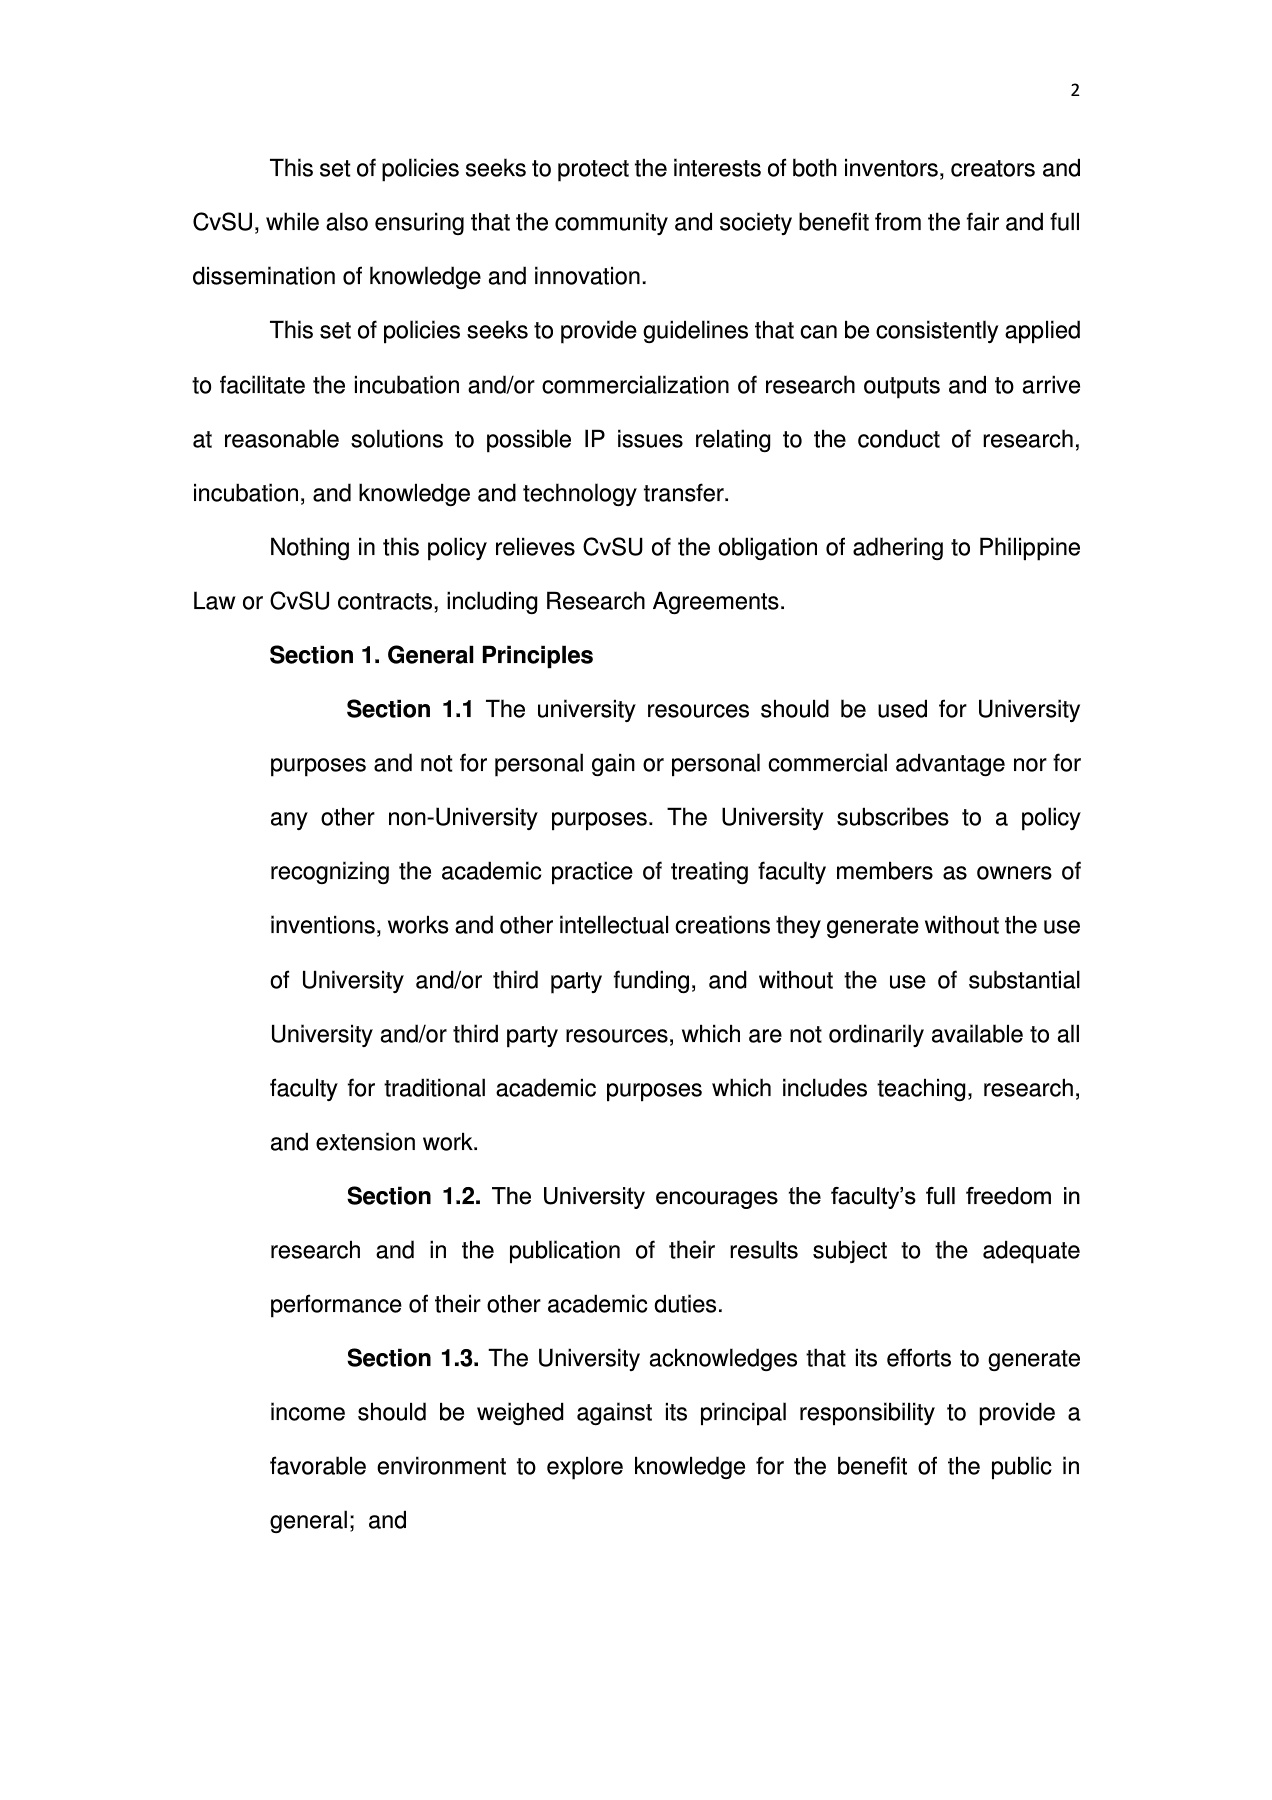 2
This set of policies seeks to protect the interests of both inventors, creators and
CvSU, while also ensuring that the community and society benefit from the fair and full
dissemination of knowledge and innovation.
This set of policies seeks to provide guidelines that can be consistently applied
to facilitate the incubation and/or commercialization of research outputs and to arrive
at reasonable solutions to possible IP issues relating to the conduct of research,
incubation, and knowledge and technology transfer.
Nothing in this policy relieves CvSU of the obligation of adhering to Philippine
Law or CvSU contracts, including Research Agreements.
Section 1. General Principles
Section 1.1 The university resources should be used for University
purposes and not for personal gain or personal commercial advantage nor for
any other non-University purposes. The University subscribes to a policy
recognizing the academic practice of treating faculty members as owners of
inventions, works and other intellectual creations they generate without the use
of University and/or third party funding, and without the use of substantial
University and/or third party resources, which are not ordinarily available to all
faculty for traditional academic purposes which includes teaching, research,
and extension work.
Section 1.2. The University encourages the faculty’s full freedom in
research and in the publication of their results subject to the adequate
performance of their other academic duties.
Section 1.3. The University acknowledges that its efforts to generate
income should be weighed against its principal responsibility to provide a
favorable environment to explore knowledge for the benefit of the public in
general;  and